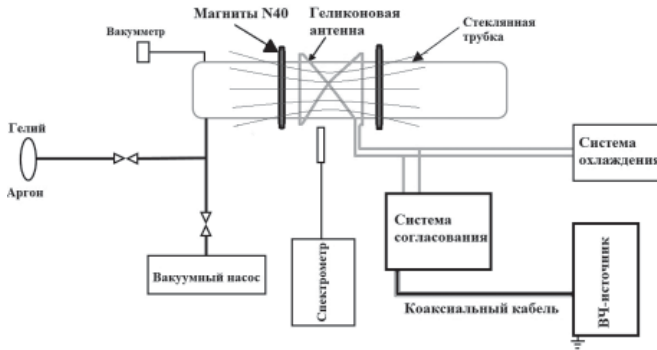 Магниты N40
Геликоновая
антенна
Стеклянная
трубка
Вакумметр
Гелий
Аргон
Система
охлаждения
Система
согласования
Вакуумный насос
Спектрометр
Коаксиальный кабель
ВЧ-источник